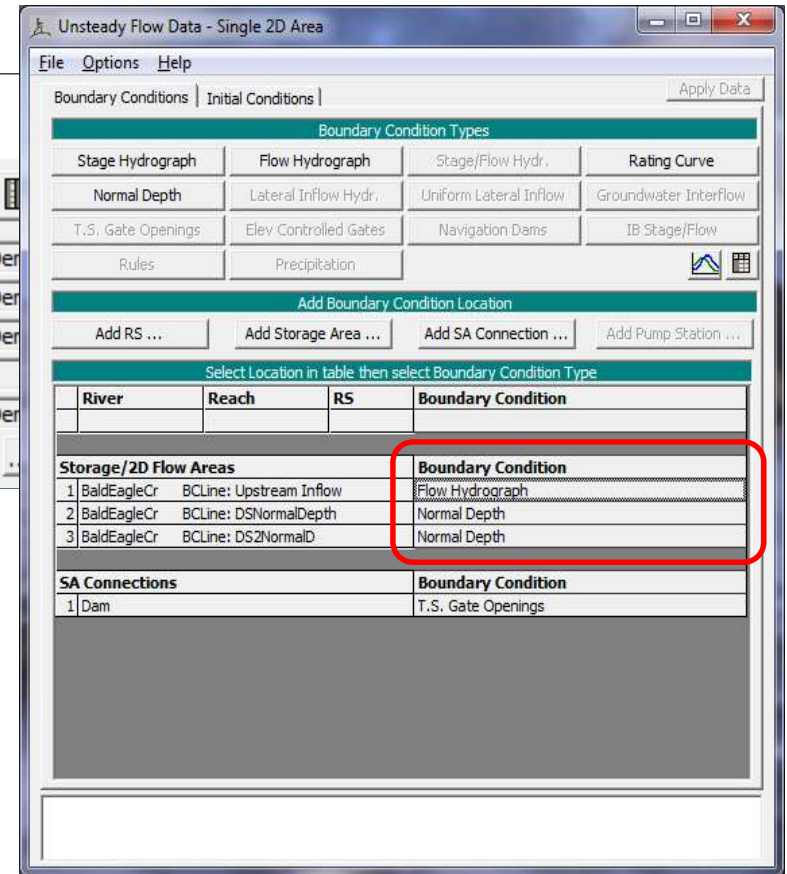 Unsteady Flow Data - Single 2D Area
File Options Help
Boundary Conditions Initial Conditions Apply Data
Boundary Condition Types
Stage Hydrograph Flow Hydrograph Stage/Flow Hydr. Rating Curve
Normal Depth Lateral Inflow Hydr. Uniform Lateral Inflow Groundwater Interflow
T.S. Gate Openings Elev Controlled Gates Navigation Dams IB Stage/Flow
Rules Precipitation
Add Boundary Condition Location
Add RS ... Add Storage Area ... Add SA Connection ... Add Pump Station ...
Select Location in table then select Boundary Condition Type
River Reach RS Boundary Condition
Storage/2D Flow Areas Boundary Condition
1 BaldEagleCr BCLine: Upstream Inflow Flow Hydrograph
2 BaldEagleCr BCLine: DSNormalDepth Normal Depth
3 BaldEagleCr BCLine: DS2NormalD Normal Depth
SA Connections Boundary Condition
1 Dam T.S. Gate Openings